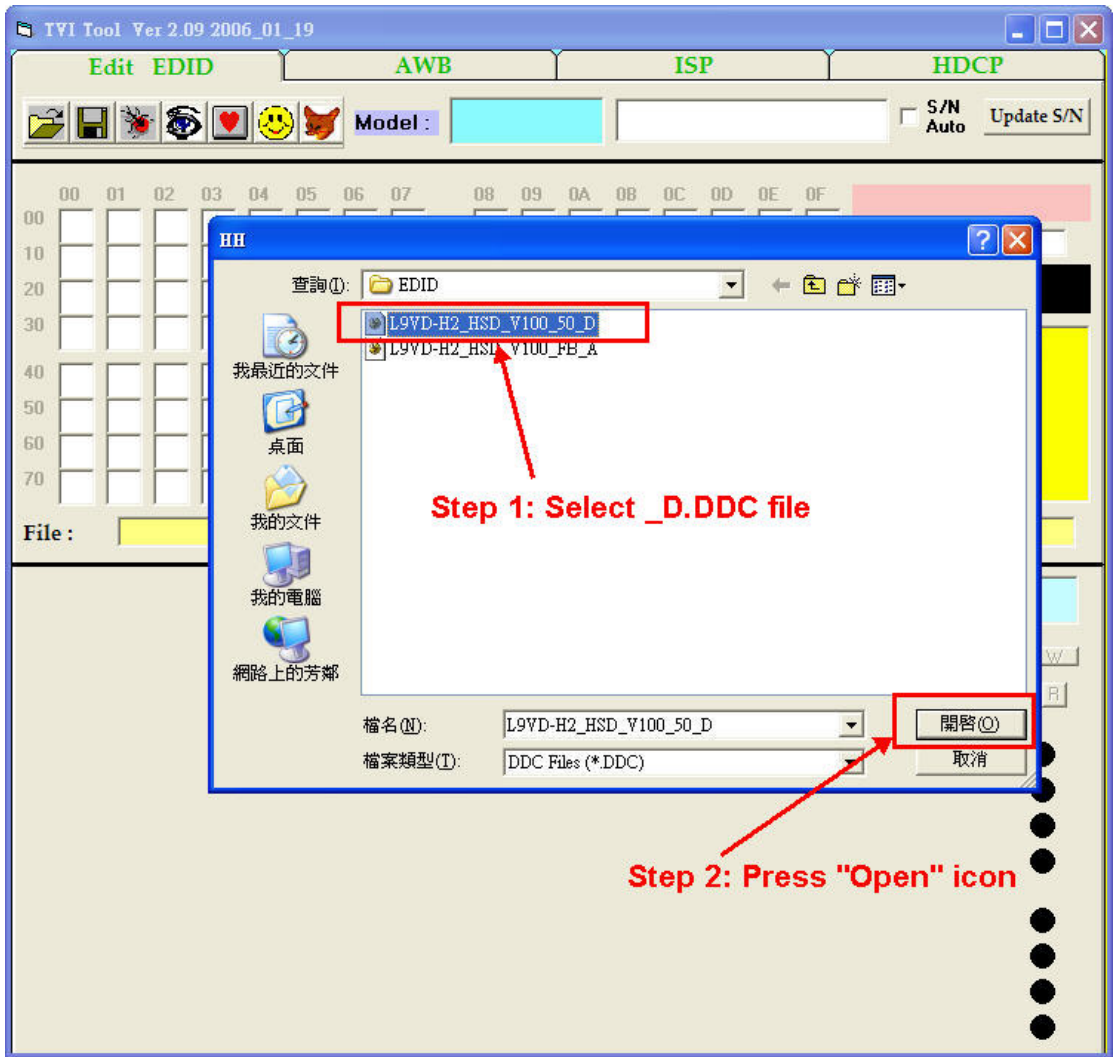 TVI Tool Ver 2.09 2006_01_19
Edit EDID AWB ISP HDCP
Model : S/N Auto Update S/N
00 01 02 03 04 05 06 07 08 09 0A 0B 0C 0D 0E 0F
00
10
20
30
40
50
60
70
File :
HH
查詢(I): EDID
L9VD-H2_HSD_V100_50_D
L9VD-H2_HSD_V100_FB_A
我最近的文件
桌面
我的文件
我的電腦
網路上的芳鄰
Step 1: Select _D.DDC file
檔名(N): L9VD-H2_HSD_V100_50_D 開啓(O)
檔案類型(T): DDC Files (*.DDC) 取消
W
R
Step 2: Press "Open" icon